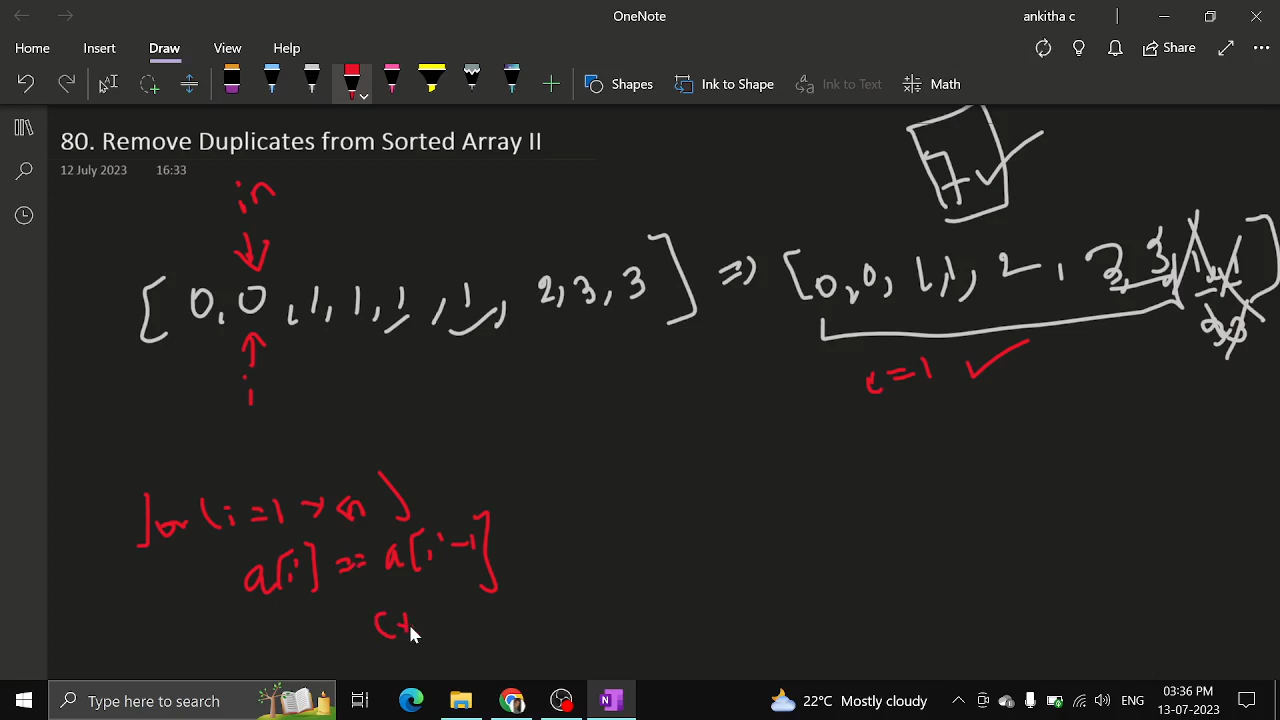 OneNote
ankitha c
Home Insert Draw View Help
Share
Shapes Ink to Shape Ink to Text Math
80. Remove Duplicates from Sorted Array II
12 July 2023 16:33
7
in
[ 0, 0, 1, 1, 1, 1, 2, 3, 3 ] => [ 0, 0, 1, 1, 2, 3, 3
i
c=1
for (i=1 → <n)
a[i] == a[i-1]
c+
Type here to search
22°C Mostly cloudy
ENG
03:36 PM
13-07-2023